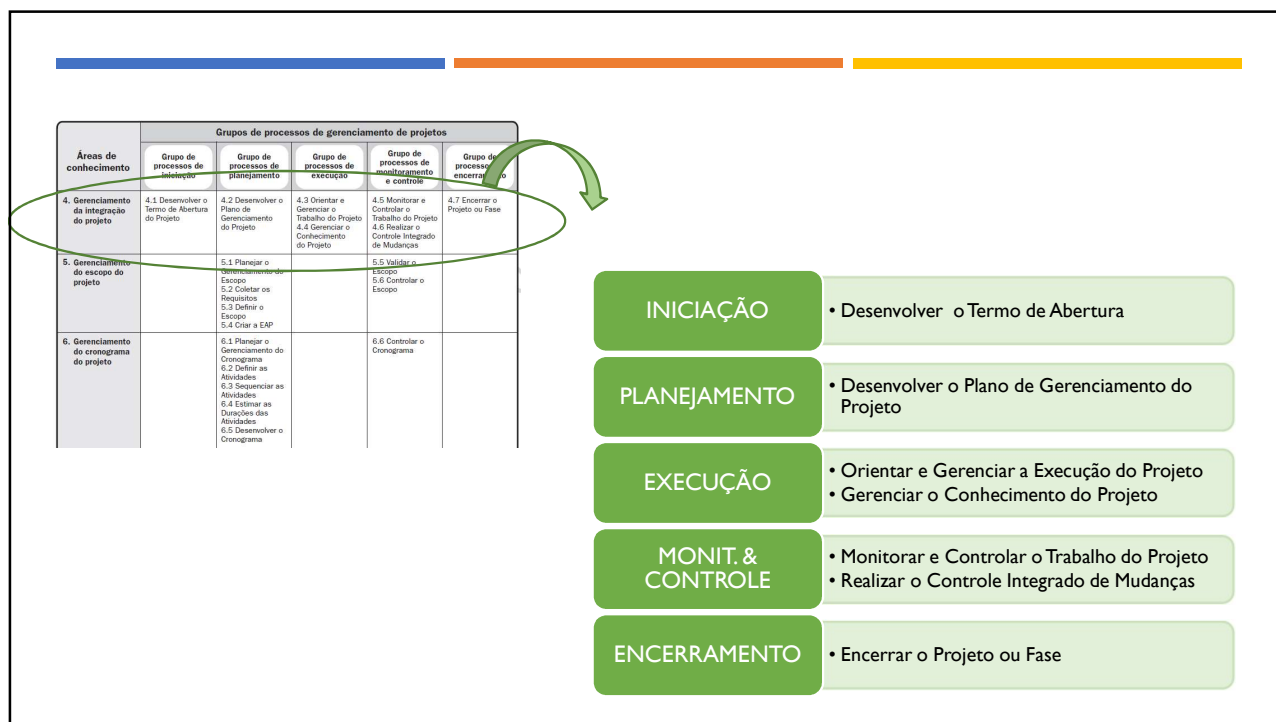 Grupos de processos de gerenciamento de projetos
Áreas de
conhecimento
Grupo de
processos de
iniciação
Grupo de
processos de
planejamento
Grupo de
processos de
execução
Grupo de
processos de
monitoramento
e controle
Grupo de
4. Gerenciamento
da integração
do projeto
4.1 Desenvolver o
Termo de Abertura
do Projeto
4.2 Desenvolver o
Plano de
Gerenciamento
do Projeto
4.3 Orientar e
Gerenciar o
Trabalho do Projeto
4.4 Gerenciar o
Conhecimento
do Projeto
4.5 Monitorar e
Controlar o
Trabalho do Projeto
4.6 Realizar o
Controle Integrado
de Mudanças
4.7 Encerrar o
Projeto ou Fase
5. Gerenciamento
do escopo do
projeto
5.1 Planejar o
Gerenciamento do
Escopo
5.2 Coletar os
Requisitos
5.3 Definir o
Escopo
5.4 Criar a EAP
5.5 Validar o
Escopo
5.6 Controlar o
Escopo
6. Gerenciamento
do cronograma
do projeto
6.1 Planejar o
Gerenciamento do
Cronograma
6.2 Definir as
Atividades
6.3 Sequenciar as
Atividades
6.4 Estimar as
Durações das
Atividades
6.5 Desenvolver o
Cronograma
6.6 Controlar o
Cronograma
INICIAÇÃO
• Desenvolver o Termo de Abertura
PLANEJAMENTO
• Desenvolver o Plano de Gerenciamento do
Projeto
EXECUÇÃO
• Orientar e Gerenciar a Execução do Projeto
• Gerenciar o Conhecimento do Projeto
MONIT. &
CONTROLE
• Monitorar e Controlar o Trabalho do Projeto
• Realizar o Controle Integrado de Mudanças
ENCERRAMENTO
• Encerrar o Projeto ou Fase